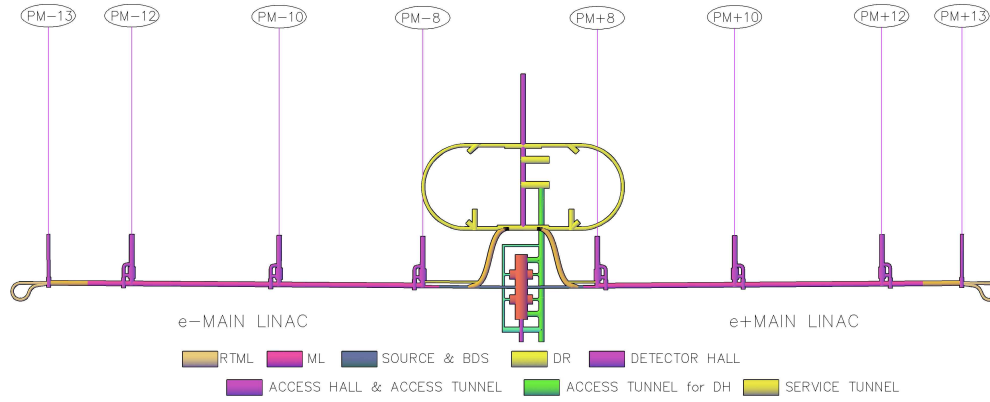 PM-13 PM-12 PM-10 PM-8 PM+8 PM+10 PM+12 PM+13
e-MAIN LINAC e+MAIN LINAC
RTML ML SOURCE & BDS DR DETECTOR HALL
ACCESS HALL & ACCESS TUNNEL ACCESS TUNNEL for DH SERVICE TUNNEL